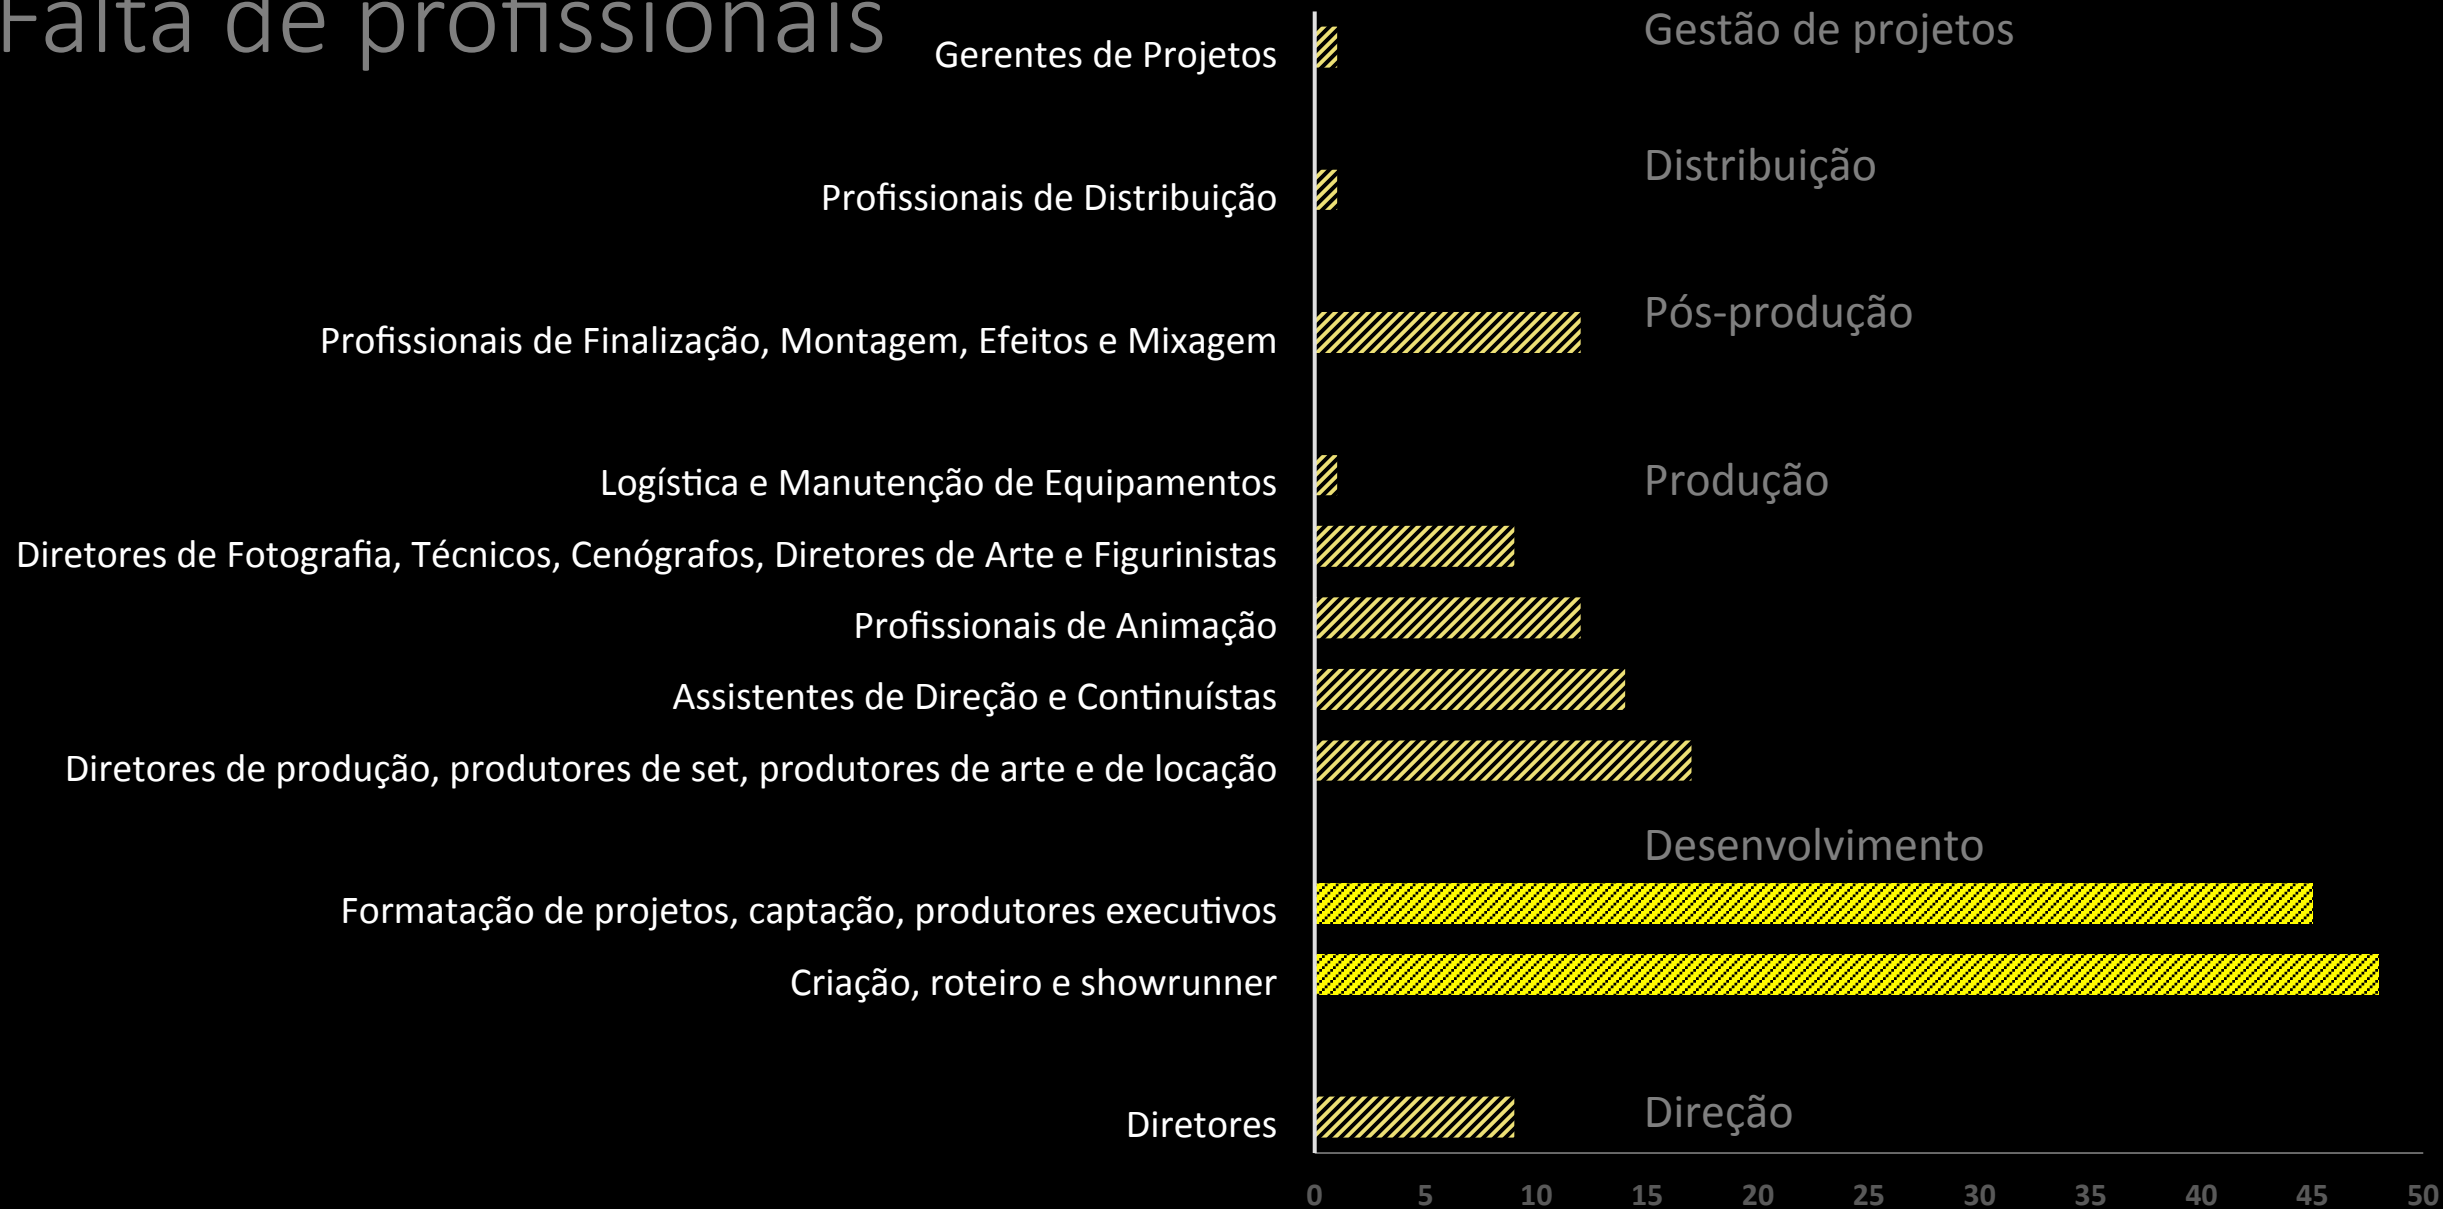 Falta de profissionais
Gerentes de Projetos
Gestão de projetos
Profissionais de Distribuição
Distribuição
Profissionais de Finalização, Montagem, Efeitos e Mixagem
Pós-produção
Logística e Manutenção de Equipamentos
Produção
Diretores de Fotografia, Técnicos, Cenógrafos, Diretores de Arte e Figurinistas
Profissionais de Animação
Assistentes de Direção e Continuístas
Diretores de produção, produtores de set, produtores de arte e de locação
Desenvolvimento
Formatação de projetos, captação, produtores executivos
Criação, roteiro e showrunner
Diretores
Direção
0 5 10 15 20 25 30 35 40 45 50